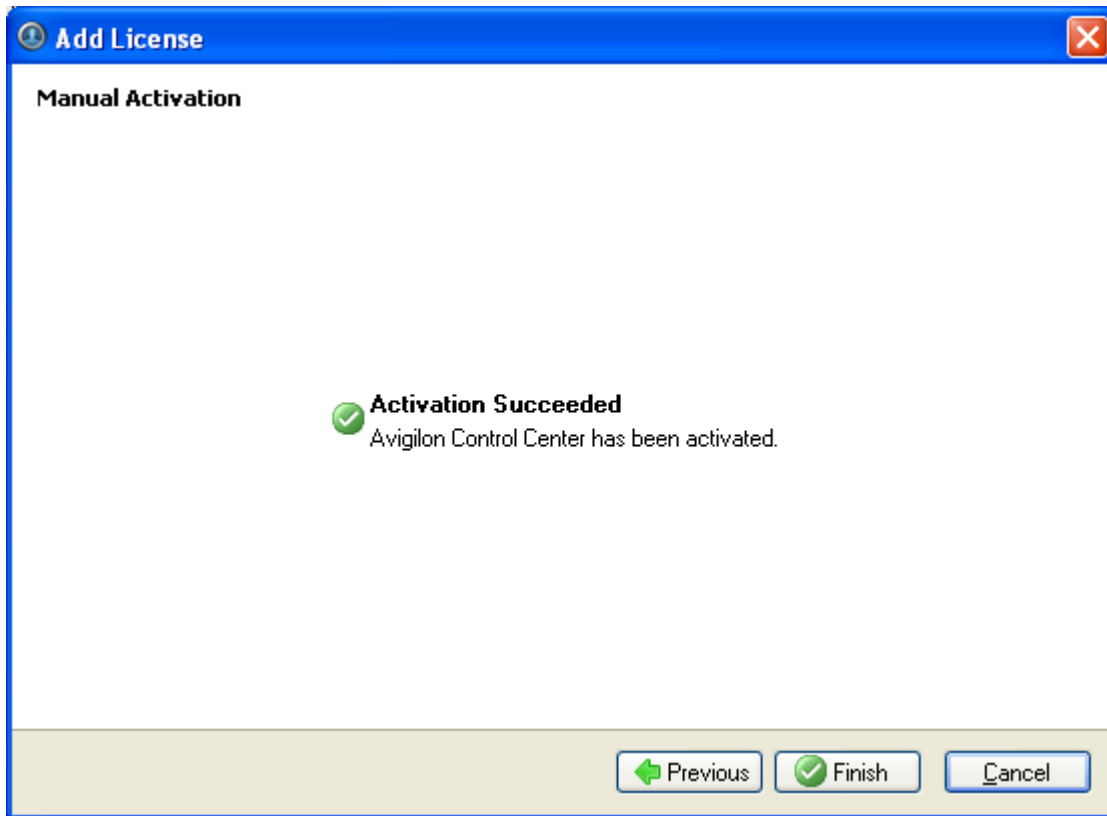 Add License
Manual Activation
Activation Succeeded
Avigilon Control Center has been activated.
Previous
Finish
Cancel